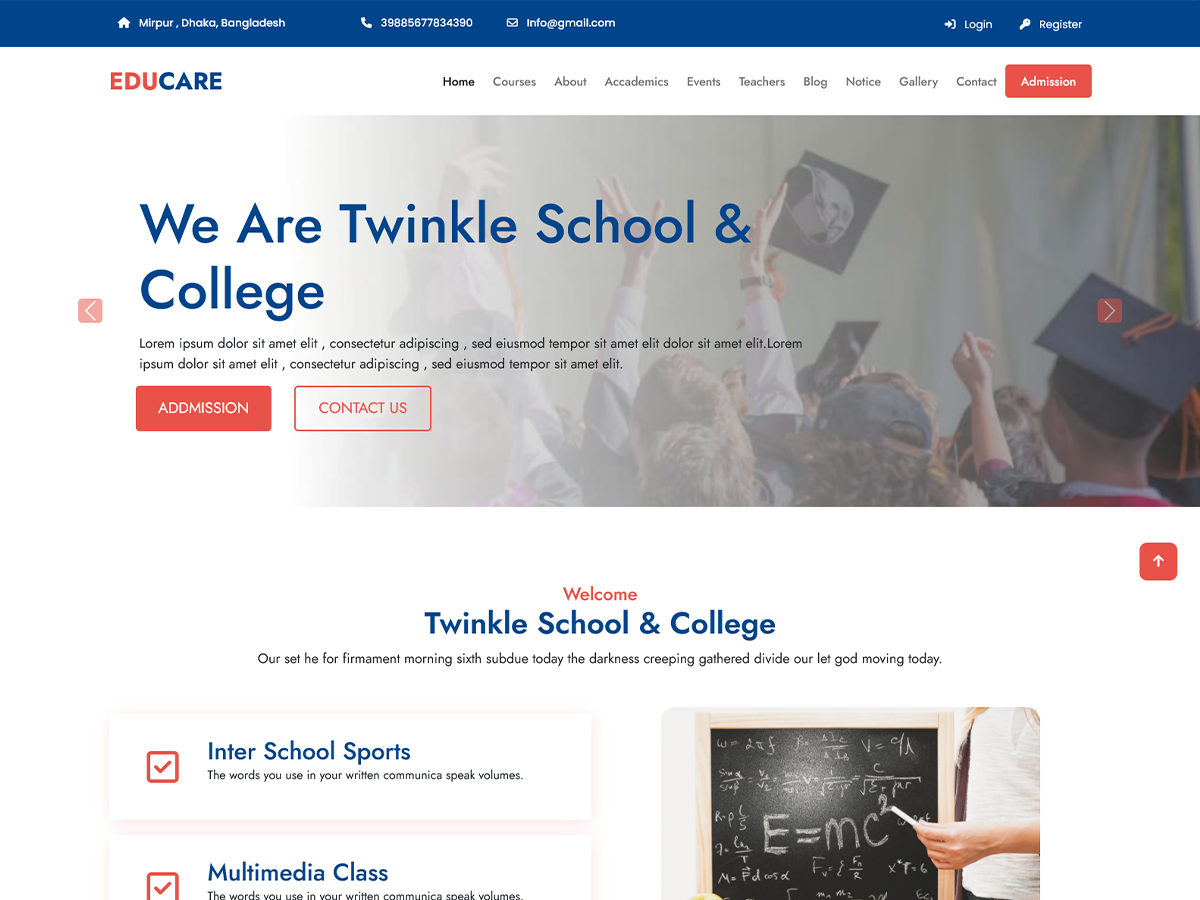 Mirpur , Dhaka, Bangladesh 39885677834390 Info@gmail.com Login Register
EDUCARE Home Courses About Accademics Events Teachers Blog Notice Gallery Contact Admission
We Are Twinkle School &
College
Lorem ipsum dolor sit amet elit , consectetur adipiscing , sed eiusmod tempor sit amet elit dolor sit amet elit.Lorem
ipsum dolor sit amet elit , consectetur adipiscing , sed eiusmod tempor sit amet elit.
ADDMISSION CONTACT US
Welcome
Twinkle School & College
Our set he for firmament morning sixth subdue today the darkness creeping gathered divide our let god moving today.
Inter School Sports
The words you use in your written communica speak volumes.
Multimedia Class
The words you use in your written communica speak volumes.
E=mc²